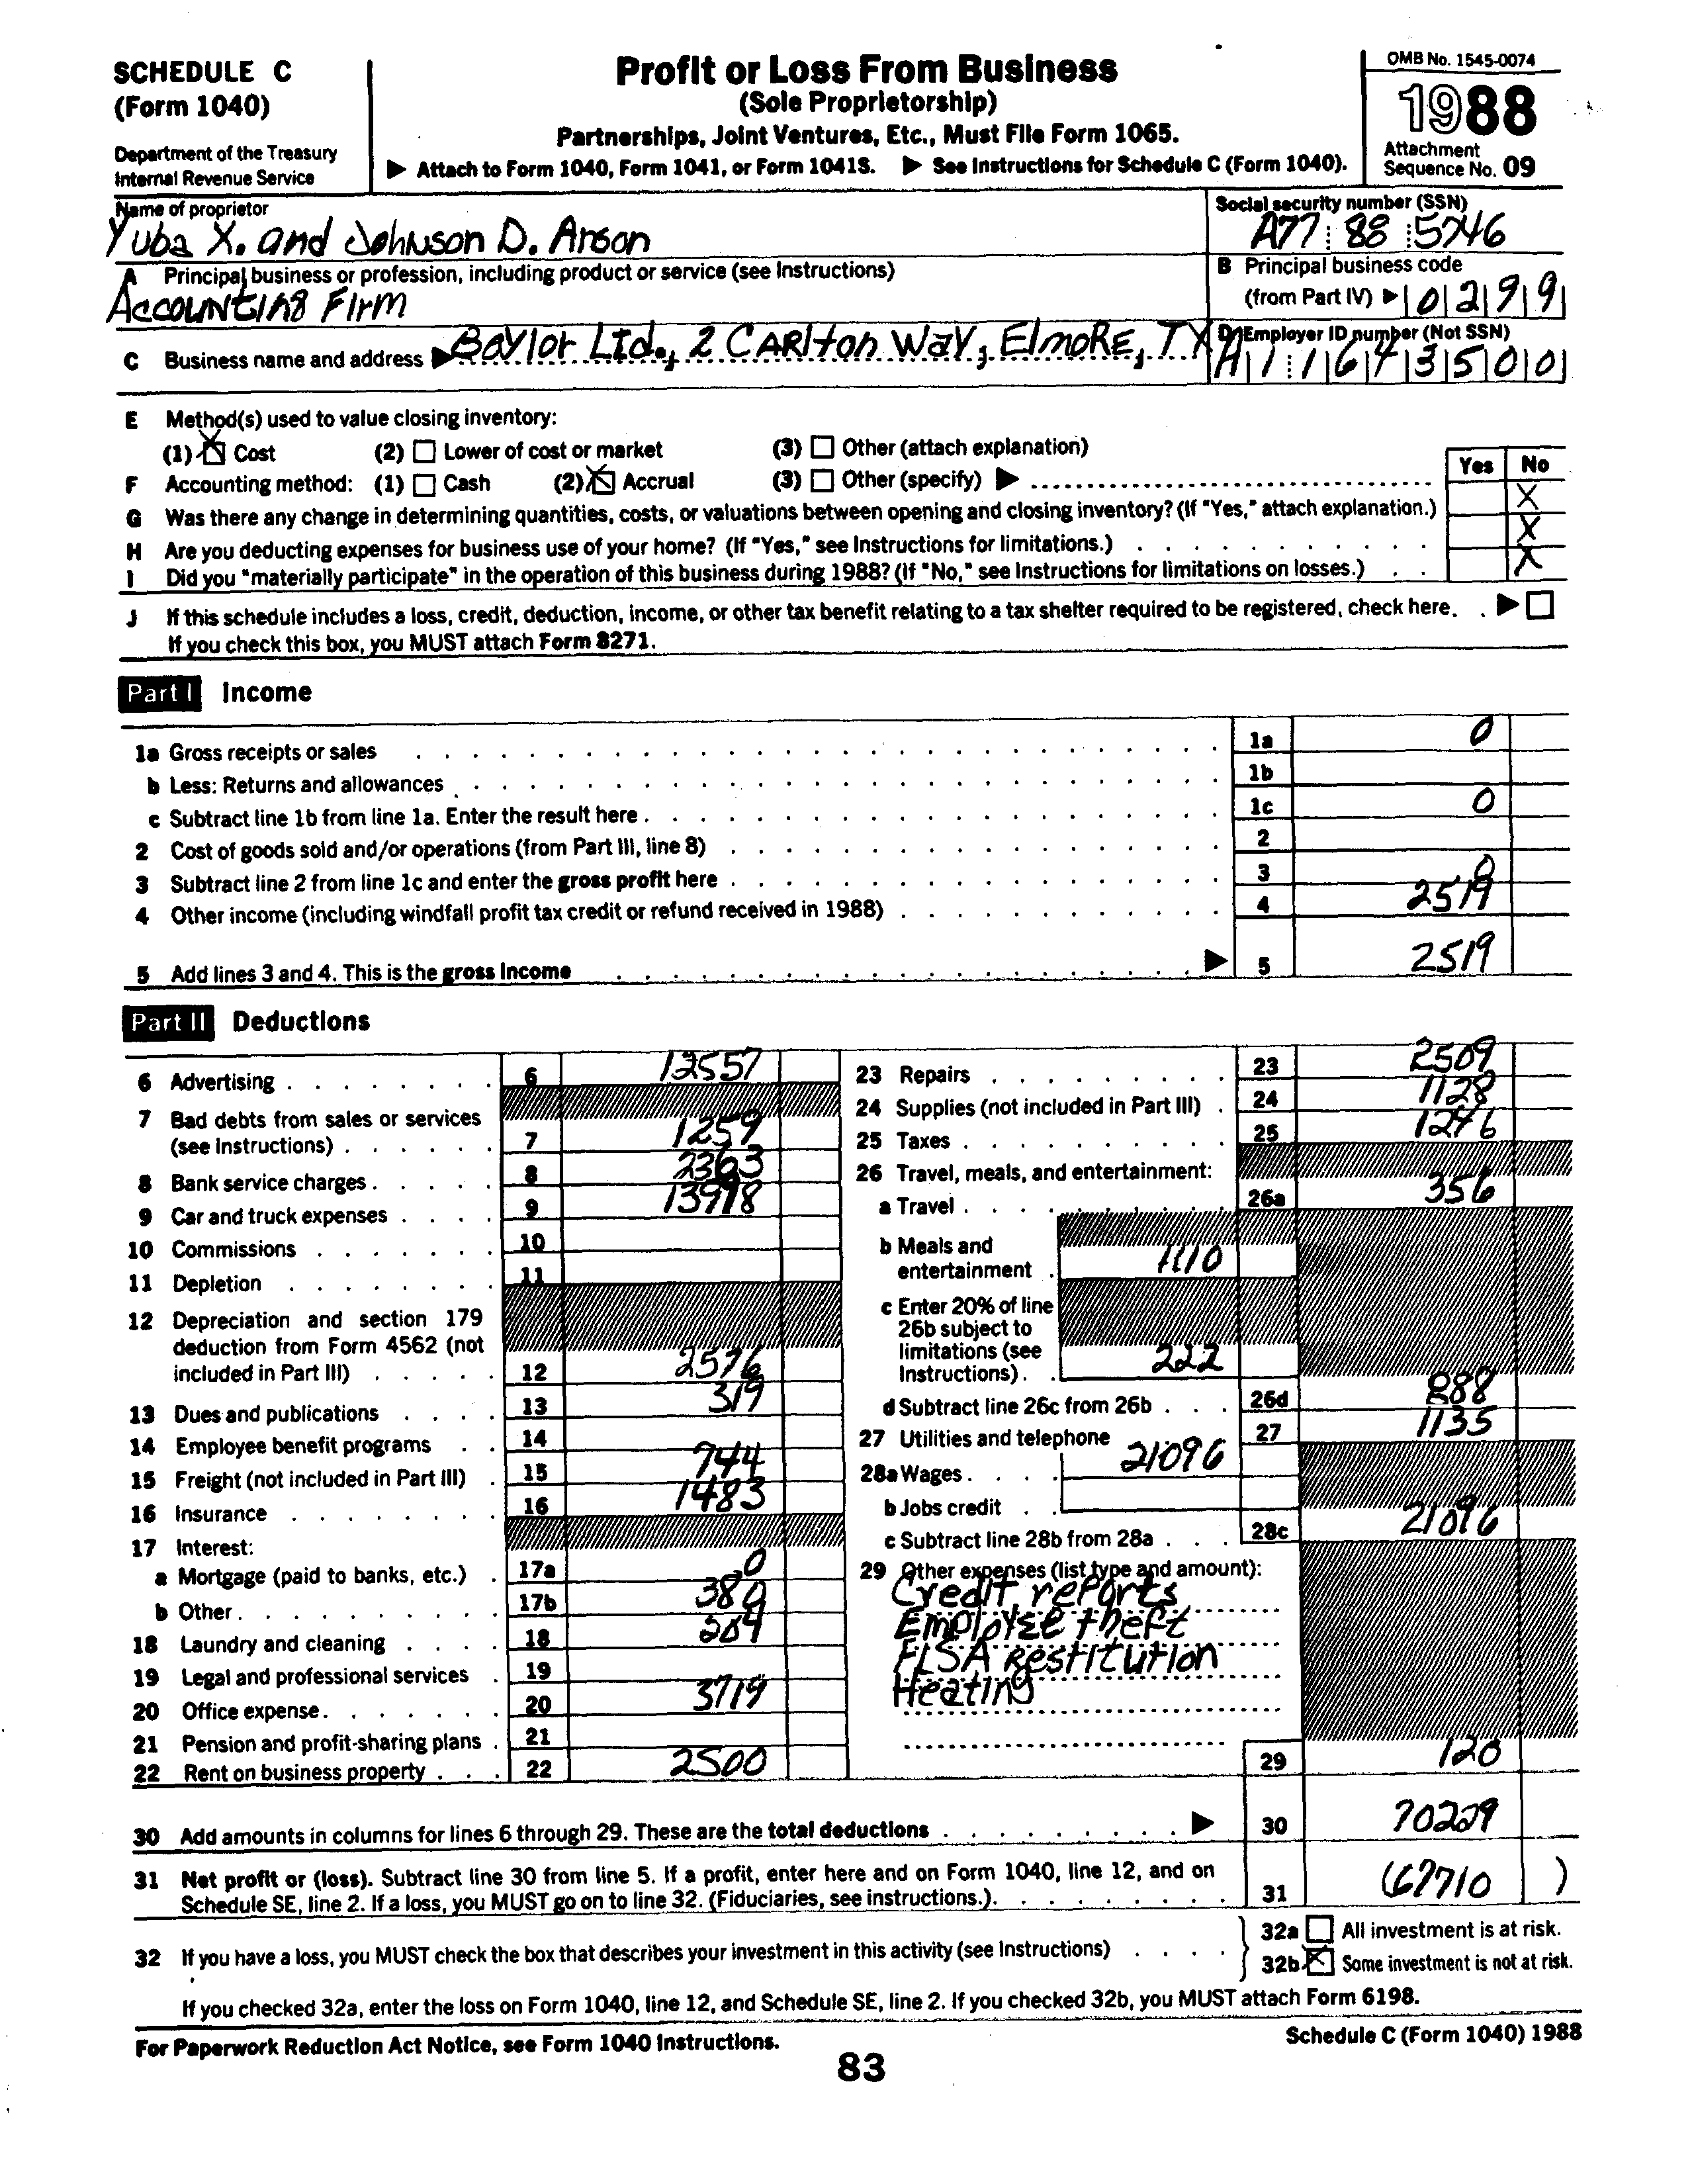 SCHEDULE C
(Form 1040)
Department of the Treasury
Internal Revenue Service
Profit or Loss From Business
(Sole Proprietorship)
Partnerships, Joint Ventures, Etc., Must File Form 1065.
▶ Attach to Form 1040, Form 1041, or Form 1041S. ▶ See Instructions for Schedule C (Form 1040).
OMB No. 1545-0074
1988
Attachment
Sequence No. 09
Name of proprietor
Yuba X. and Johnson D. Anson
Social security number (SSN)
A77 88 5746
A Principal business or profession, including product or service (see Instructions)
Accounting Firm
B Principal business code
(from Part IV) ▶ 0299
C Business name and address ▶ Baylor Ltd., 2 Carlton Way, Elmore, TX
D Employer ID number (Not SSN)
A11643500
E Method(s) used to value closing inventory:
(1) ☒ Cost (2) ☐ Lower of cost or market (3) ☐ Other (attach explanation)
F Accounting method: (1) ☐ Cash (2) ☒ Accrual (3) ☐ Other (specify) ▶
Yes No
G Was there any change in determining quantities, costs, or valuations between opening and closing inventory? (If "Yes," attach explanation.) X
H Are you deducting expenses for business use of your home? (If "Yes," see Instructions for limitations.) X
I Did you "materially participate" in the operation of this business during 1988? (If "No," see Instructions for limitations on losses.) X
J If this schedule includes a loss, credit, deduction, income, or other tax benefit relating to a tax shelter required to be registered, check here. ▶ ☐
If you check this box, you MUST attach Form 8271.
Part I Income
1a Gross receipts or sales 1a 0
b Less: Returns and allowances 1b
c Subtract line 1b from line 1a. Enter the result here 1c 0
2 Cost of goods sold and/or operations (from Part III, line 8) 2
3 Subtract line 2 from line 1c and enter the gross profit here 3 0
4 Other income (including windfall profit tax credit or refund received in 1988) 4 2519
5 Add lines 3 and 4. This is the gross income ▶ 5 2519
Part II Deductions
6 Advertising 6 12557
7 Bad debts from sales or services
(see Instructions) 7 1259
8 Bank service charges 8 2363
9 Car and truck expenses 9 13978
10 Commissions 10
11 Depletion 11
12 Depreciation and section 179
deduction from Form 4562 (not
included in Part III) 12 2576
13 Dues and publications 13 319
14 Employee benefit programs 14
15 Freight (not included in Part III) 15 744
16 Insurance 16 1483
17 Interest:
a Mortgage (paid to banks, etc.) 17a 0
b Other 17b 380
18 Laundry and cleaning 18 209
19 Legal and professional services 19
20 Office expense 20 3719
21 Pension and profit-sharing plans 21
22 Rent on business property 22 2500
23 Repairs 23 2509
24 Supplies (not included in Part III) 24 1128
25 Taxes 25 1246
26 Travel, meals, and entertainment:
a Travel 26a 356
b Meals and
entertainment 1110
c Enter 20% of line
26b subject to
limitations (see
Instructions) 222
d Subtract line 26c from 26b 26d 888
27 Utilities and telephone 27 1135
28a Wages 21096
b Jobs credit
c Subtract line 28b from 28a 28c 21096
29 Other expenses (list type and amount):
Credit reports
Employee theft
FLSA Restitution
Heating
29 120
30 Add amounts in columns for lines 6 through 29. These are the total deductions ▶ 30 70229
31 Net profit or (loss). Subtract line 30 from line 5. If a profit, enter here and on Form 1040, line 12, and on
Schedule SE, line 2. If a loss, you MUST go on to line 32. (Fiduciaries, see instructions.) 31 (67710 )
32 If you have a loss, you MUST check the box that describes your investment in this activity (see Instructions)
32a ☐ All investment is at risk.
32b ☒ Some investment is not at risk.
If you checked 32a, enter the loss on Form 1040, line 12, and Schedule SE, line 2. If you checked 32b, you MUST attach Form 6198.
For Paperwork Reduction Act Notice, see Form 1040 Instructions.
Schedule C (Form 1040) 1988
83